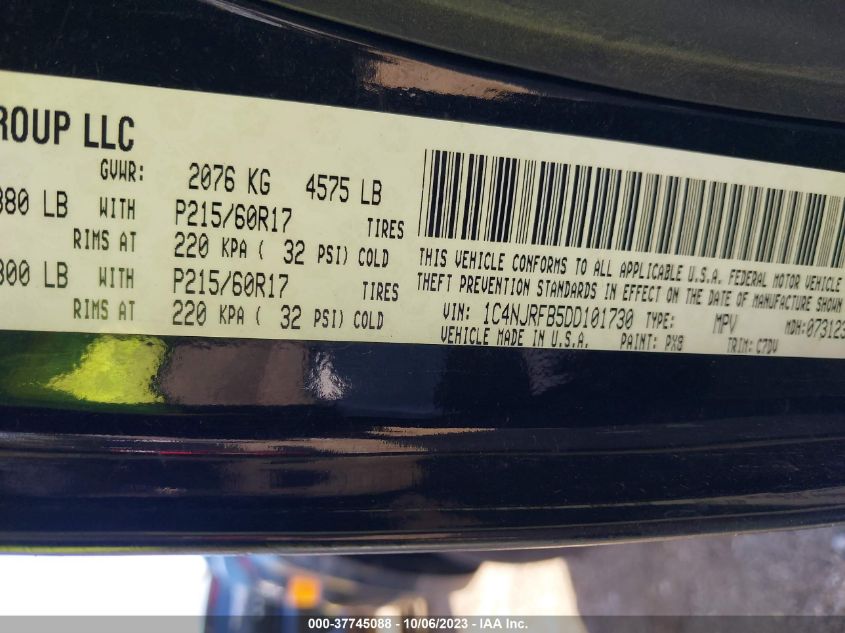 ROUP LLC
GVWR: 2076 KG 4575 LB
380 LB WITH P215/60R17 TIRES
RIMS AT 220 KPA ( 32 PSI) COLD
300 LB WITH P215/60R17 TIRES
RIMS AT 220 KPA ( 32 PSI) COLD
THIS VEHICLE CONFORMS TO ALL APPLICABLE U.S.A. FEDERAL MOTOR VEHICLE
THEFT PREVENTION STANDARDS IN EFFECT ON THE DATE OF MANUFACTURE SHOWN
VIN: 1C4NJRFB5DD101730 TYPE: MPV MDH:073123
VEHICLE MADE IN U.S.A. PAINT: PX8 TRIM: C7DV
000-37745088 - 10/06/2023 - IAA Inc.